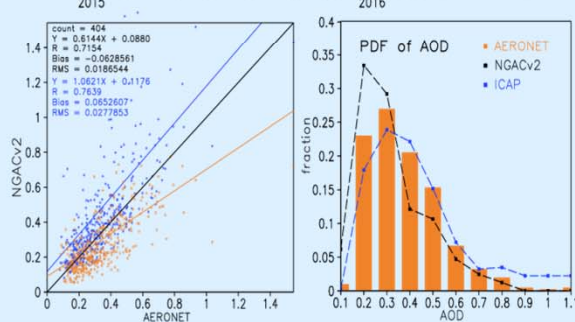 2015
count = 404
Y = 0.6144X + 0.0880
R = 0.7154
Bias = -0.0628561
RMS = 0.0186544
Y = 1.0621X + 0.1176
R = 0.7639
Bias = 0.0652607
RMS = 0.0277853
NGACv2
1.4
1.2
1
0.8
0.6
0.4
0.2
0
0 0.2 0.4 0.6 0.8 1 1.2 1.4
AERONET
2016
PDF of AOD
AERONET
NGACv2
ICAP
fraction
0.4
0.35
0.3
0.25
0.2
0.15
0.1
0.05
0
0.1 0.2 0.3 0.4 0.5 0.6 0.7 0.8 0.9 1 1.1
AOD